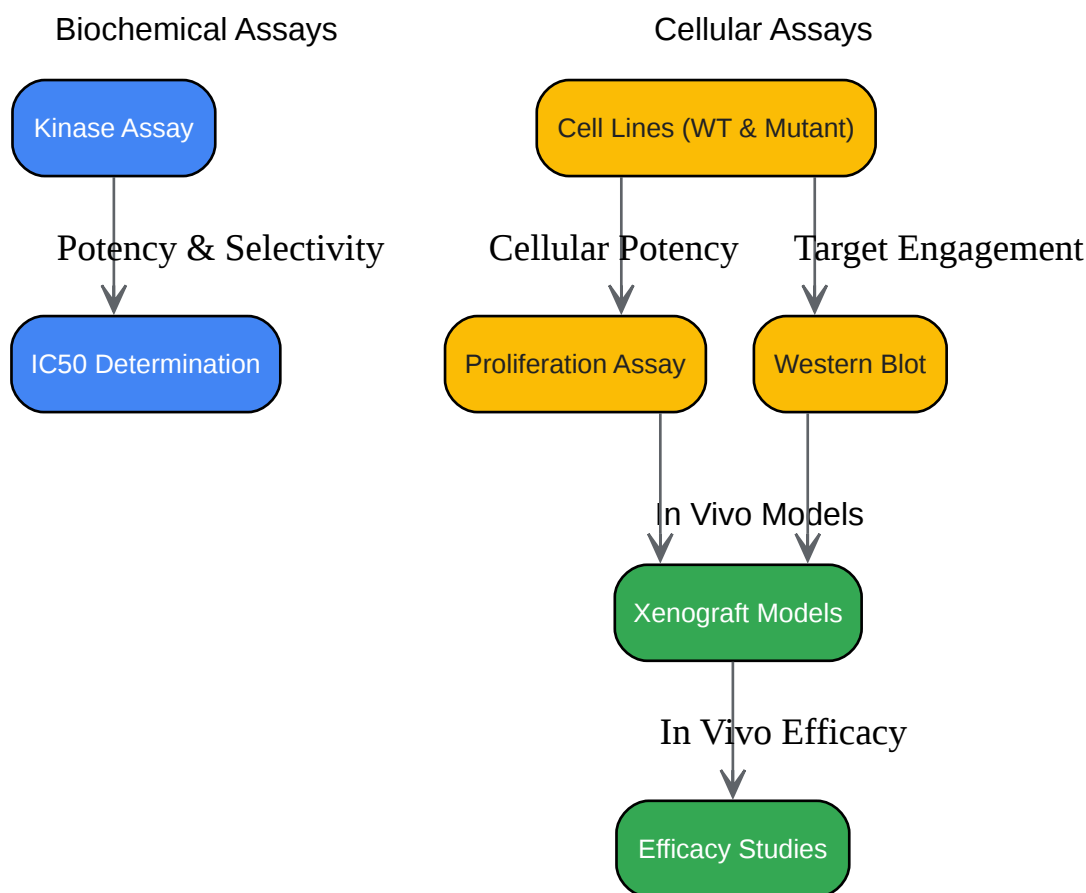 Biochemical Assays
Cellular Assays
Kinase Assay
Cell Lines (WT & Mutant)
Potency & Selectivity
Cellular Potency
Target Engagement
IC50 Determination
Proliferation Assay
Western Blot
In Vivo Models
Xenograft Models
In Vivo Efficacy
Efficacy Studies